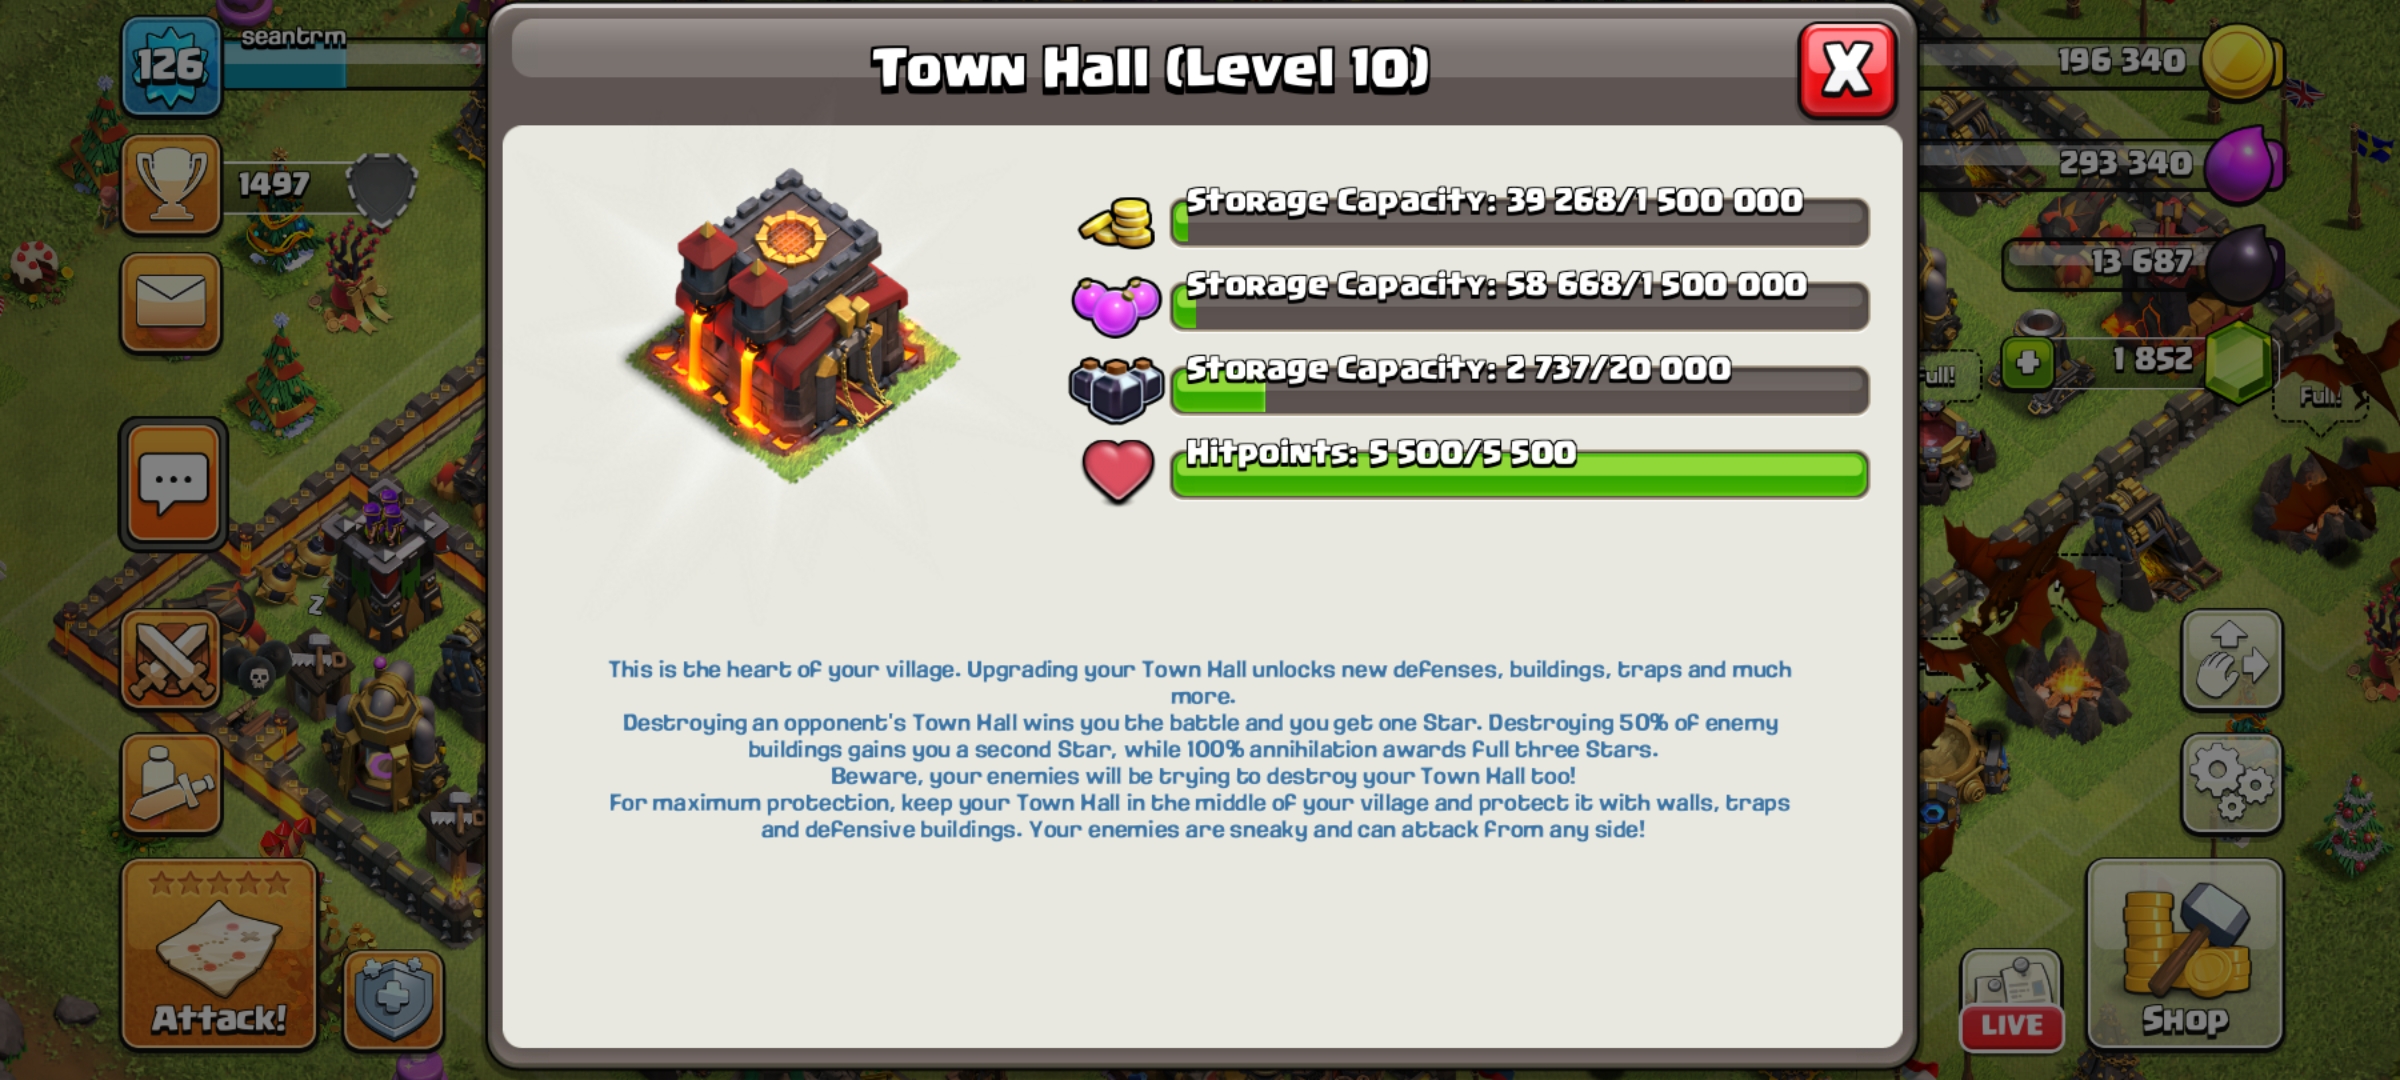 126
seantrm
Town Hall (Level 10)
X
196 340
1497
293 340
Storage Capacity: 39 268/1 500 000
13 687
Storage Capacity: 58 668/1 500 000
1 852
Full!
Full!
Storage Capacity: 2 737/20 000
Hitpoints: 5 500/5 500
Z
This is the heart of your village. Upgrading your Town Hall unlocks new defenses, buildings, traps and much
more.
Destroying an opponent's Town Hall wins you the battle and you get one Star. Destroying 50% of enemy
buildings gains you a second Star, while 100% annihilation awards full three Stars.
Beware, your enemies will be trying to destroy your Town Hall too!
For maximum protection, keep your Town Hall in the middle of your village and protect it with walls, traps
and defensive buildings. Your enemies are sneaky and can attack from any side!
Attack!
LIVE
Shop